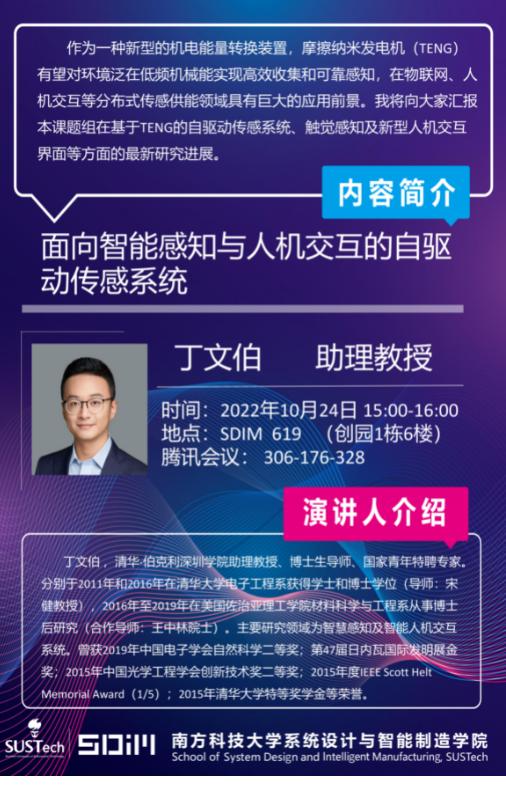 作为一种新型的机电能量转换装置，摩擦纳米发电机（TENG）
有望对环境泛在低频机械能实现高效收集和可靠感知，在物联网、人
机交互等分布式传感供能领域具有巨大的应用前景。我将向大家汇报
本课题组在基于TENG的自驱动传感系统、触觉感知及新型人机交互
界面等方面的最新研究进展。
内容简介
面向智能感知与人机交互的自驱
动传感系统
丁文伯 助理教授
时间：2022年10月24日 15:00-16:00
地点：SDIM 619 （创园1栋6楼）
腾讯会议： 306-176-328
演讲人介绍
丁文伯，清华-伯克利深圳学院助理教授、博士生导师、国家青年特聘专家。
分别于2011年和2016年在清华大学电子工程系获得学士和博士学位（导师：宋
健教授），2016年至2019年在美国佐治亚理工学院材料科学与工程系从事博士
后研究（合作导师：王中林院士）。主要研究领域为智慧感知及智能人机交互
系统。曾获2019年中国电子学会自然科学二等奖；第47届日内瓦国际发明展金
奖；2015年中国光学工程学会创新技术奖二等奖；2015年度IEEE Scott Helt
Memorial Award（1/5）；2015年清华大学特等奖学金等荣誉。
SUSTech SDIM 南方科技大学系统设计与智能制造学院
School of System Design and Intelligent Manufacturing, SUSTech